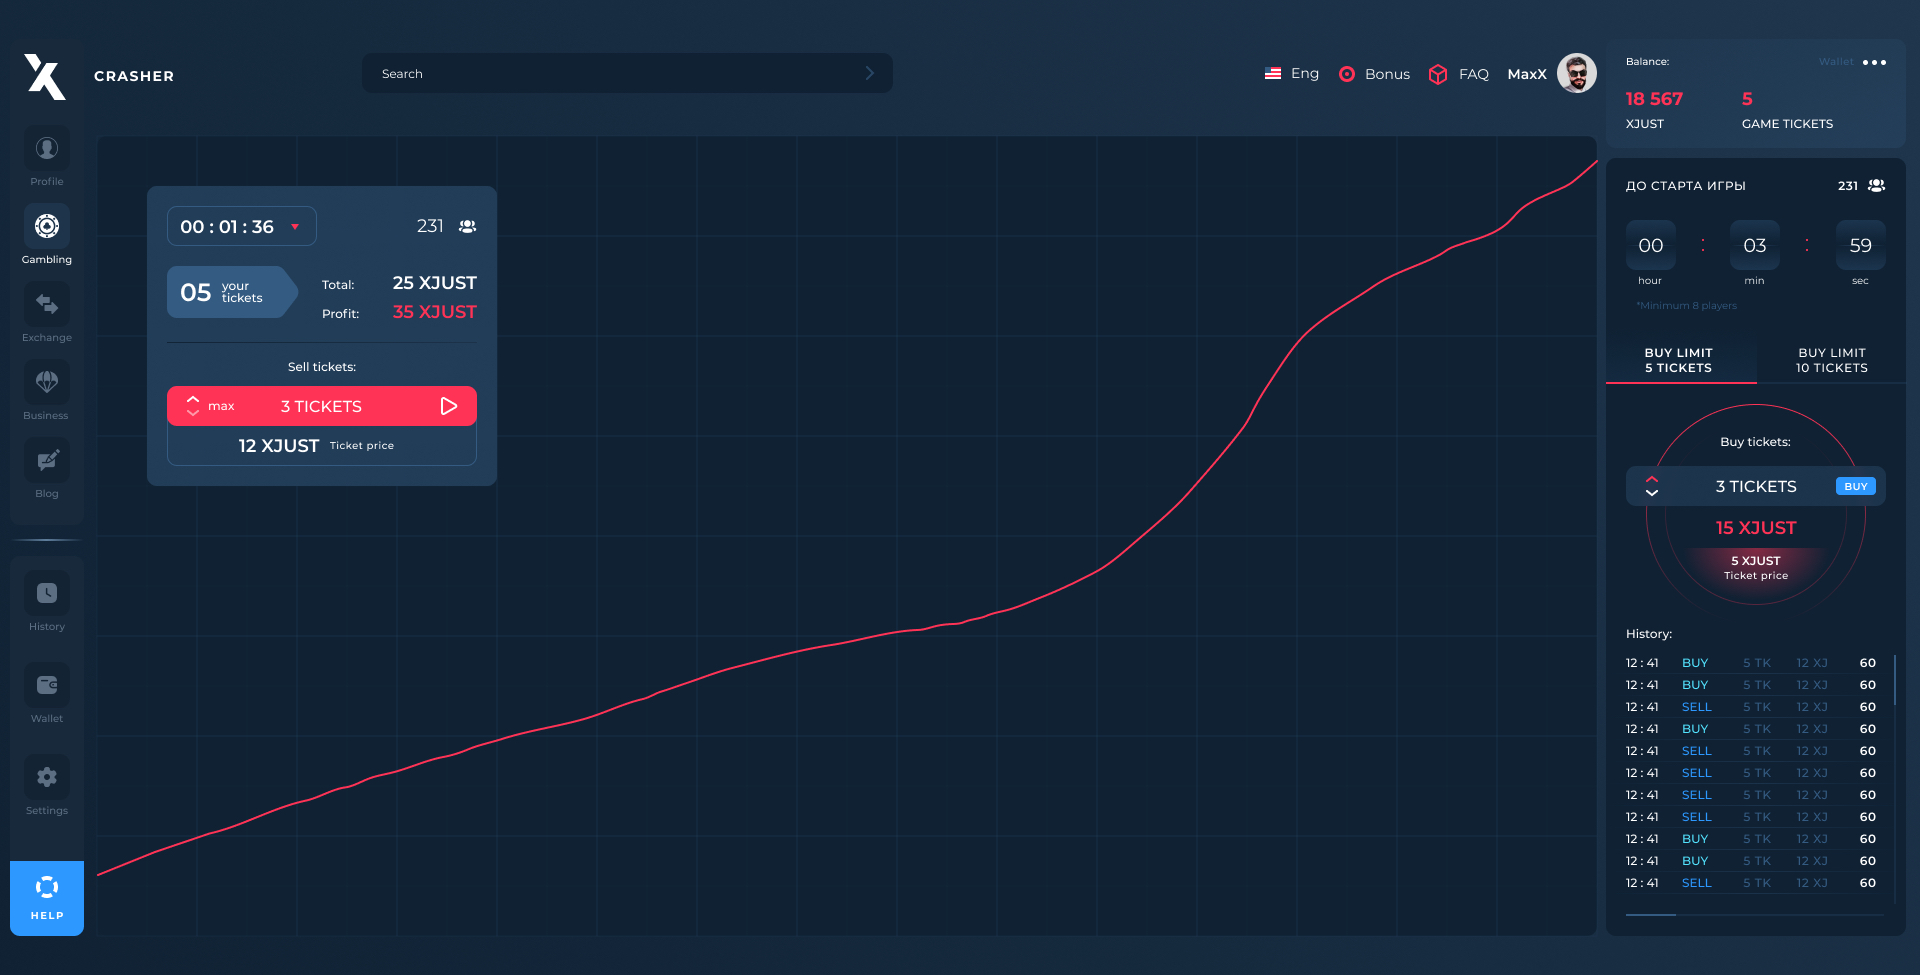 CRASHER
Search
Eng
Bonus
FAQ
MaxX
Profile
Gambling
Exchange
Business
Blog
History
Wallet
Settings
HELP
00 : 01 : 36
231
05
your
tickets
Total:
25 XJUST
Profit:
35 XJUST
Sell tickets:
max
3 TICKETS
12 XJUST Ticket price
Balance:
Wallet
18 567
XJUST
5
GAME TICKETS
ДО СТАРТА ИГРЫ
231
00 : 03 : 59
hour min sec
*Minimum 8 players
BUY LIMIT
5 TICKETS
BUY LIMIT
10 TICKETS
Buy tickets:
3 TICKETS
BUY
15 XJUST
5 XJUST
Ticket price
History:
12 : 41 BUY 5 TK 12 XJ 60
12 : 41 BUY 5 TK 12 XJ 60
12 : 41 SELL 5 TK 12 XJ 60
12 : 41 BUY 5 TK 12 XJ 60
12 : 41 SELL 5 TK 12 XJ 60
12 : 41 SELL 5 TK 12 XJ 60
12 : 41 SELL 5 TK 12 XJ 60
12 : 41 SELL 5 TK 12 XJ 60
12 : 41 BUY 5 TK 12 XJ 60
12 : 41 BUY 5 TK 12 XJ 60
12 : 41 SELL 5 TK 12 XJ 60